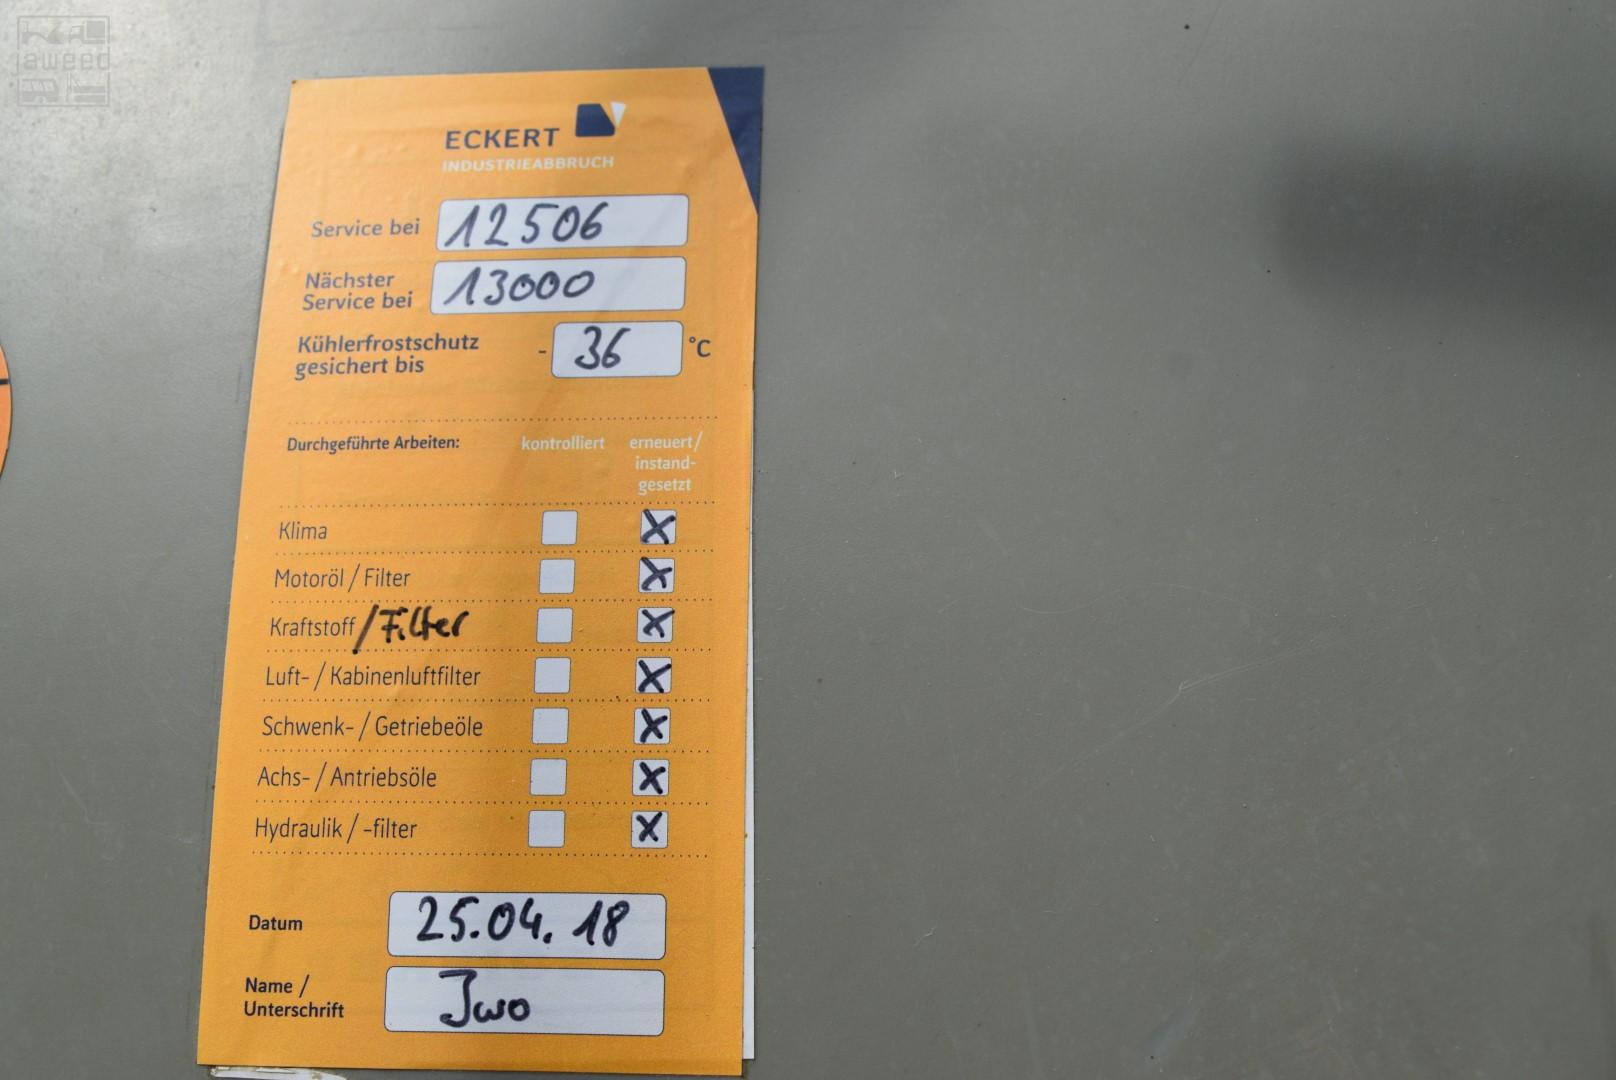 jaweed
ECKERT
INDUSTRIEABBRUCH
Service bei 12506
Nächster
Service bei 13000
Kühlerfrostschutz
gesichert bis - 36 °C
Durchgeführte Arbeiten: kontrolliert erneuert/
instand-
gesetzt
Klima X
Motoröl / Filter X
Kraftstoff /Filter X
Luft- / Kabinenluftfilter X
Schwenk- / Getriebeöle X
Achs- / Antriebsöle X
Hydraulik / -filter X
Datum 25.04.18
Name /
Unterschrift Jwo